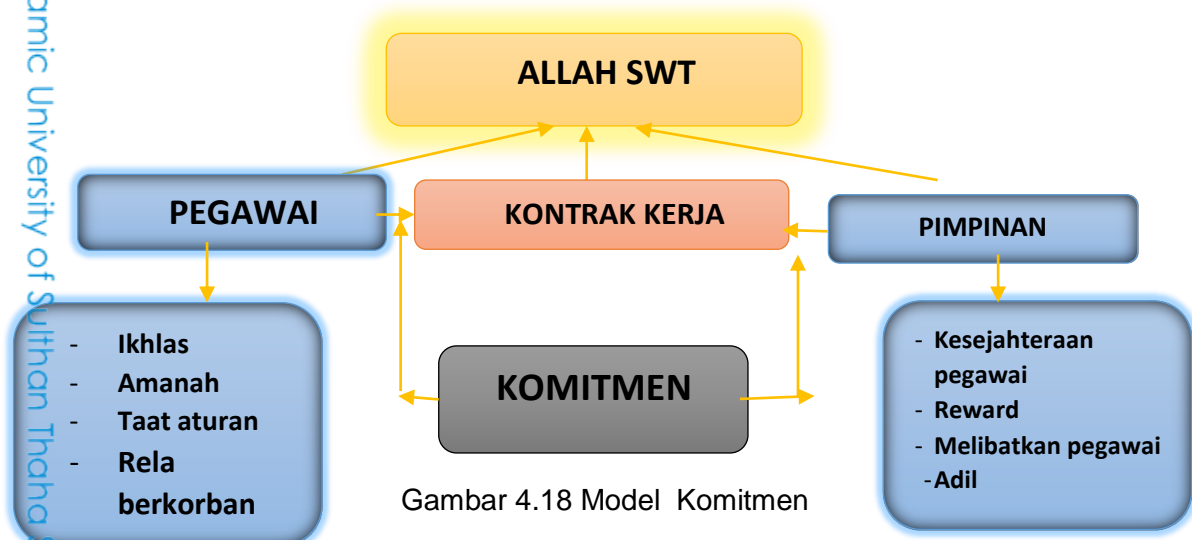 amic University of Sulthan Thaha S
ALLAH SWT
PEGAWAI
KONTRAK KERJA
PIMPINAN
- Ikhlas
- Amanah
- Taat aturan
- Rela
berkorban
KOMITMEN
- Kesejahteraan
pegawai
- Reward
- Melibatkan pegawai
-Adil
Gambar 4.18 Model Komitmen